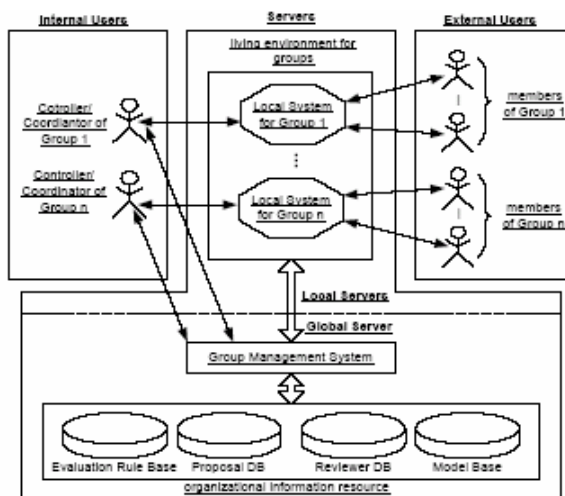 Internal Users
Servers
External Users
living environment for
groups
Cotroller/
Coordiantor of
Group 1
Local System
for Group 1
members
of Group 1
Controller/
Coordinator of
Group n
Local System
for Group n
members
of Group n
Local Servers
Global Server
Group Management System
Evaluation Rule Base
Proposal DB
Reviewer DB
Model Base
organizational information resource